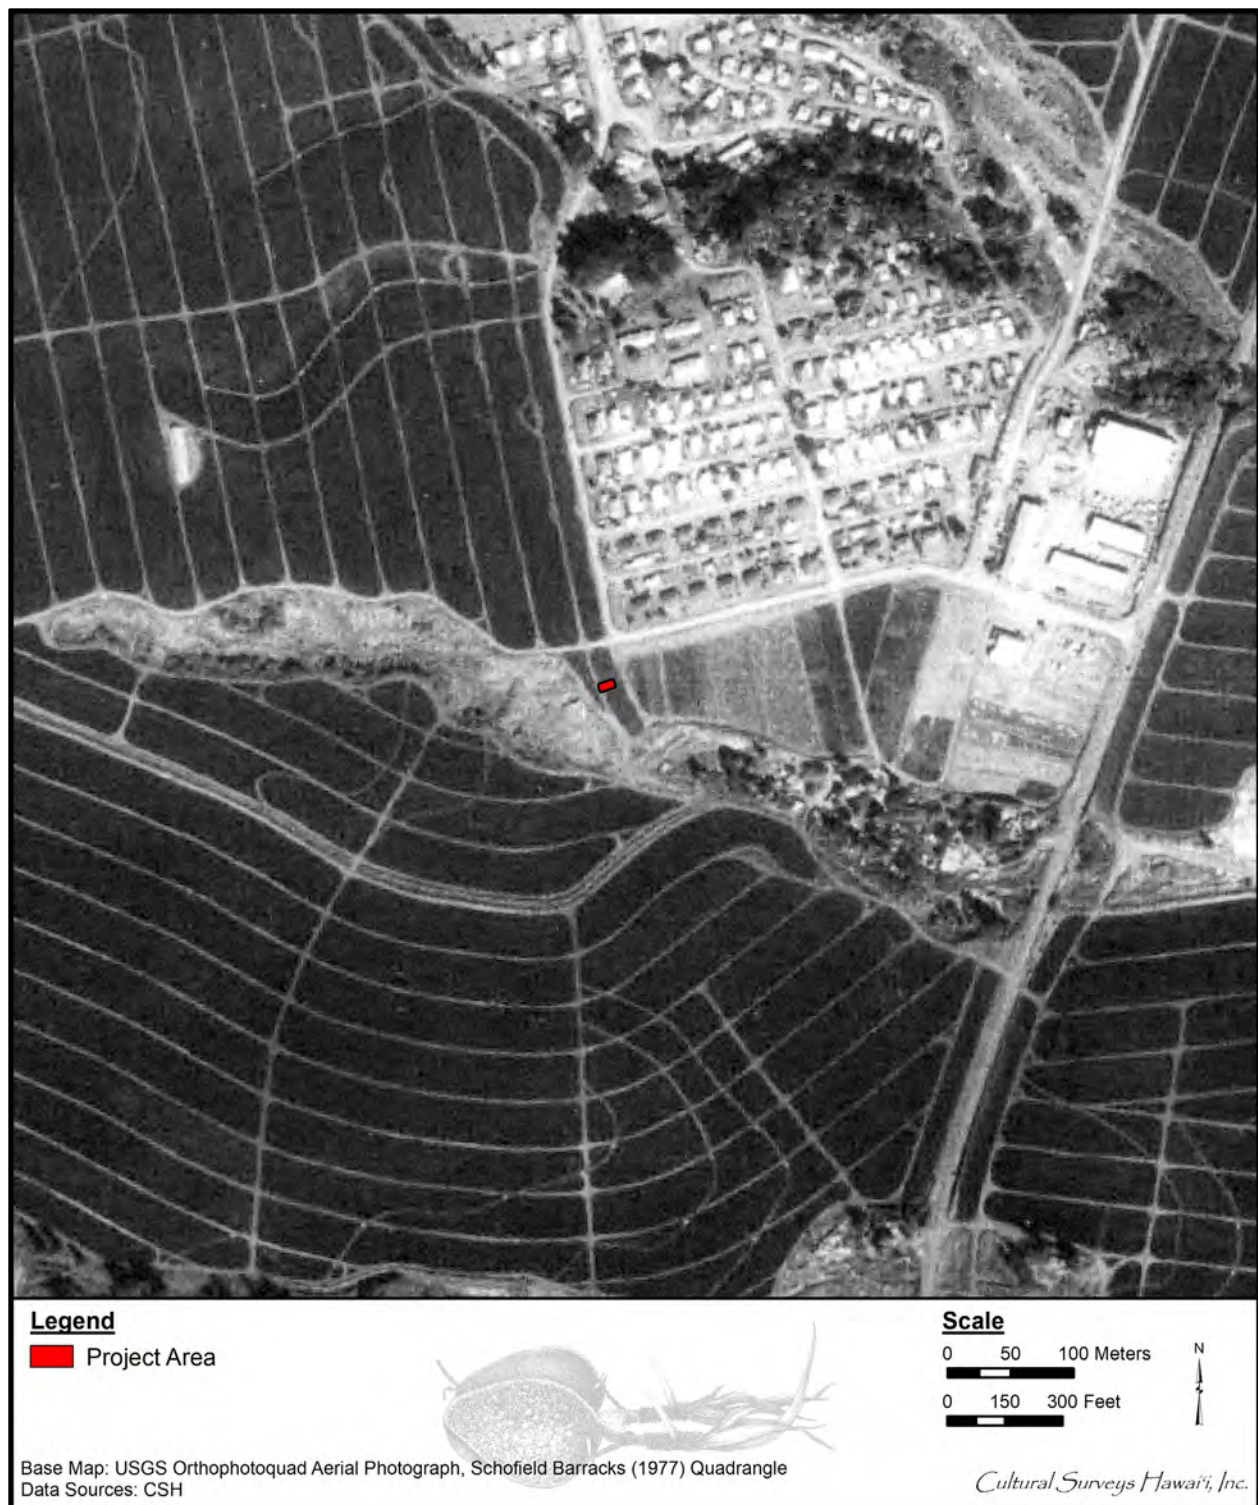 Legend
Project Area
Scale
0 50 100 Meters
0 150 300 Feet
N
Base Map: USGS Orthophotoquad Aerial Photograph, Schofield Barracks (1977) Quadrangle
Data Sources: CSH
Cultural Surveys Hawai‘i, Inc.